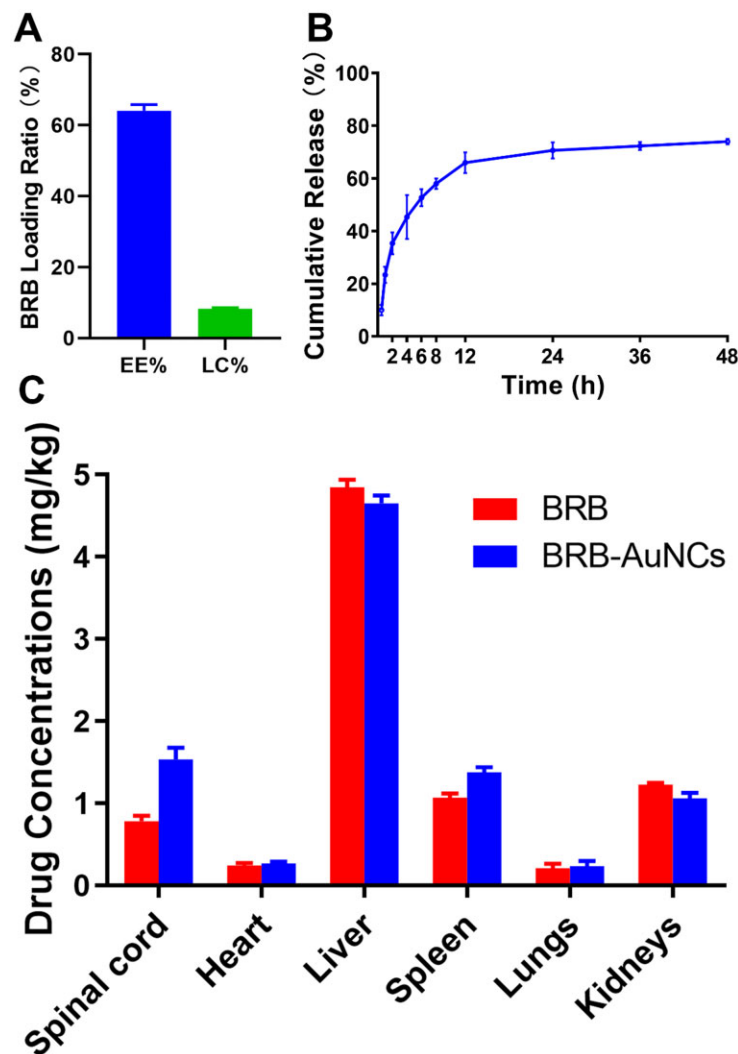 A
BRB Loading Ratio (%)
80
60
40
20
0
EE% LC%
B
Cumulative Release (%)
100
80
60
40
20
0
2 4 6 8 12 24 36 48
Time (h)
C
Drug Concentrations (mg/kg)
5
4
3
2
1
0
BRB
BRB-AuNCs
Spinal cord
Heart
Liver
Spleen
Lungs
Kidneys